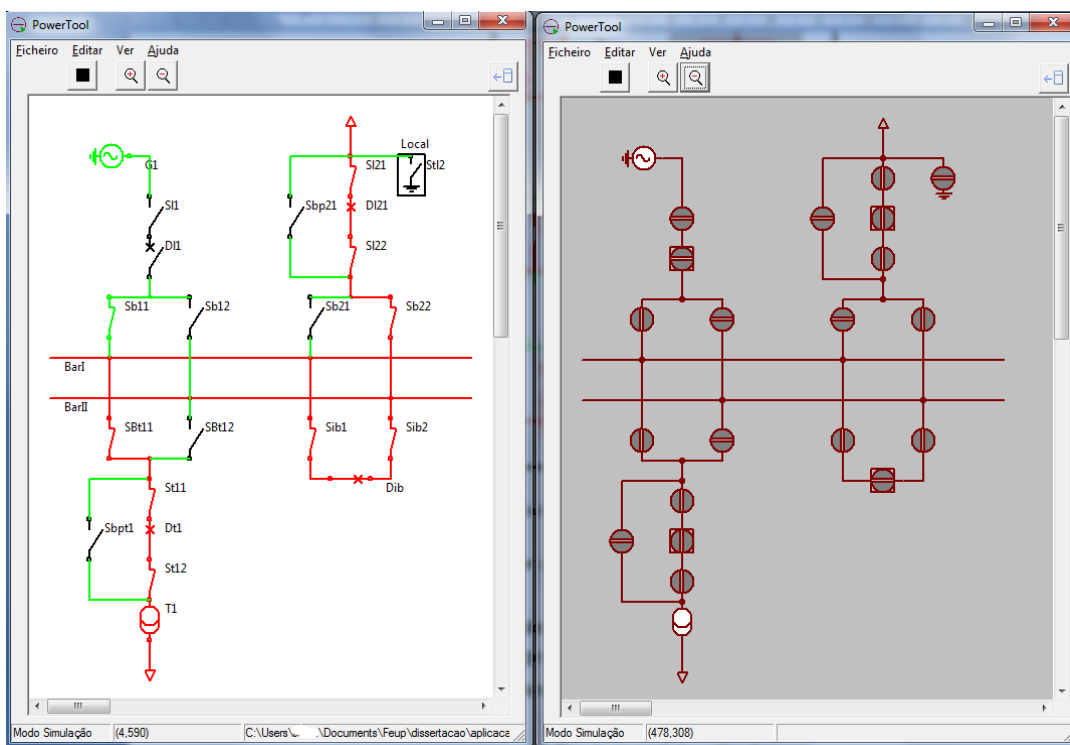 PowerTool
Ficheiro Editar Ver Ajuda
Local
G1
Sl21
Stl2
Sl1
Sbp21
Dl21
Dl1
Sl22
Sb11
Sb12
Sb21
Sb22
BarI
BarII
SBt11
SBt12
Sib1
Sib2
St11
Dib
Sbpt1
Dt1
St12
T1
Modo Simulação (4,590) C:\Users\ .\Documents\Feup\dissertacao\aplicaca
PowerTool
Ficheiro Editar Ver Ajuda
Modo Simulação (478,308)